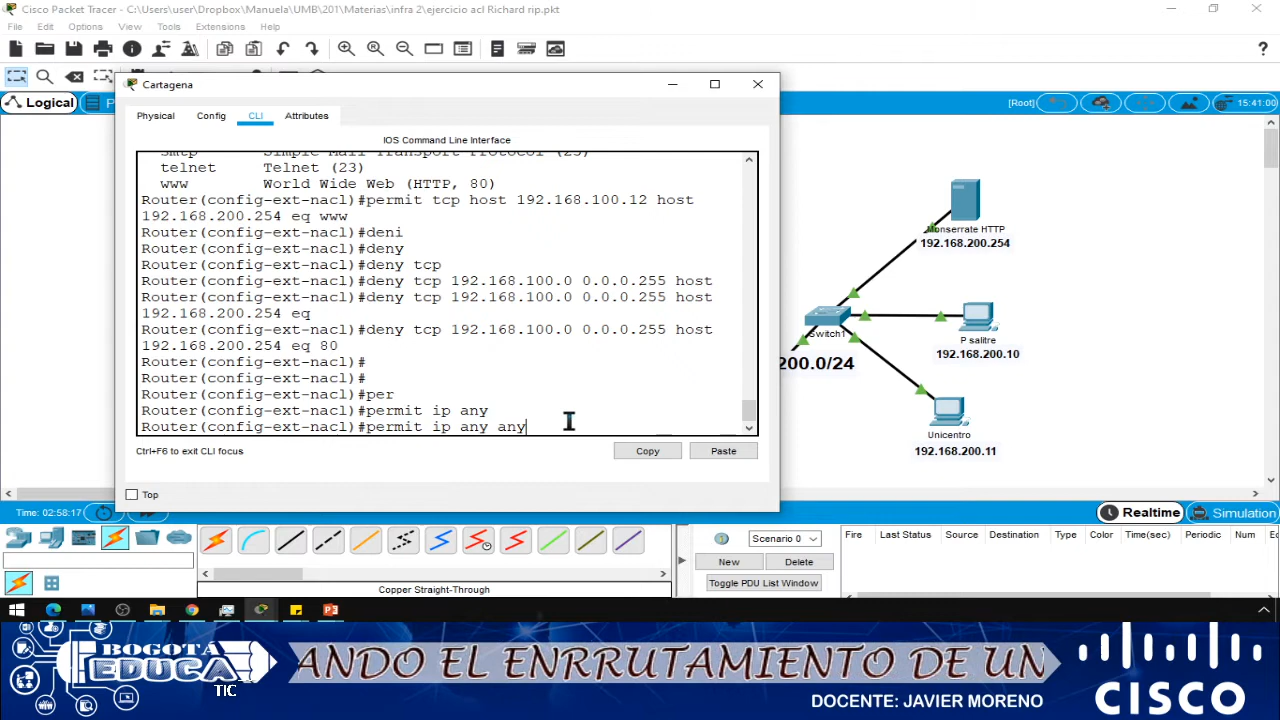 Cisco Packet Tracer - C:\Users\user\Dropbox\Manuela\UMB\201\Materias\infra 2\ejercicio acl Richard rip.pkt
File Edit Options View Tools Extensions Help
Logical P [Root] 15:41:00
Cartagena
Physical Config CLI Attributes
IOS Command Line Interface
smtp Simple Mail Transport Protocol (25)
telnet Telnet (23)
www World Wide Web (HTTP, 80)
Router(config-ext-nacl)#permit tcp host 192.168.100.12 host
192.168.200.254 eq www
Router(config-ext-nacl)#deni
Router(config-ext-nacl)#deny
Router(config-ext-nacl)#deny tcp
Router(config-ext-nacl)#deny tcp 192.168.100.0 0.0.0.255 host
Router(config-ext-nacl)#deny tcp 192.168.100.0 0.0.0.255 host
192.168.200.254 eq
Router(config-ext-nacl)#deny tcp 192.168.100.0 0.0.0.255 host
192.168.200.254 eq 80
Router(config-ext-nacl)#
Router(config-ext-nacl)#
Router(config-ext-nacl)#per
Router(config-ext-nacl)#permit ip any
Router(config-ext-nacl)#permit ip any any
Ctrl+F6 to exit CLI focus
Copy Paste
Top
Monserrate HTTP
192.168.200.254
Switch1
200.0/24
P salitre
192.168.200.10
Unicentro
192.168.200.11
Time: 02:58:17
Realtime Simulation
Scenario 0
New Delete
Toggle PDU List Window
Fire Last Status Source Destination Type Color Time(sec) Periodic Num Ec
Copper Straight-Through
BOGOTA
EDUCA
TIC
ANDO EL ENRRUTAMIENTO DE UN
DOCENTE: JAVIER MORENO
CISCO